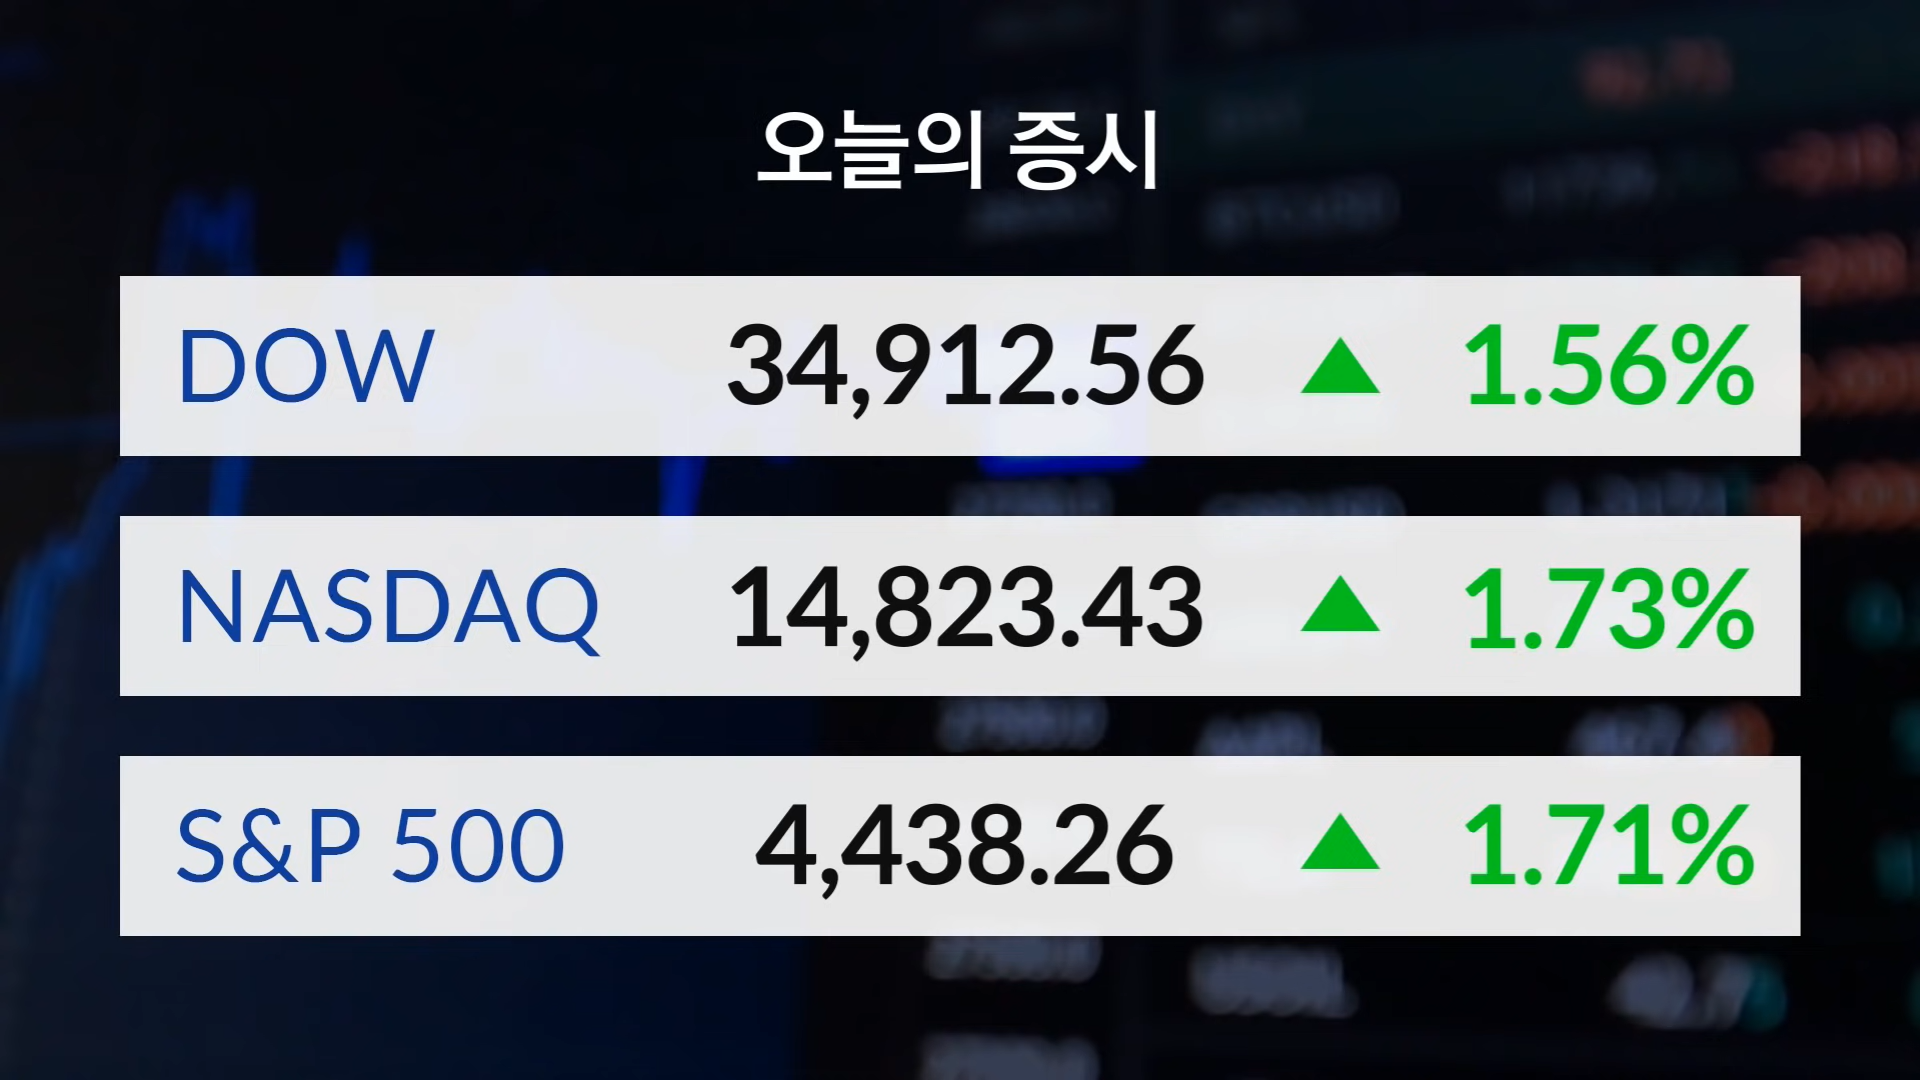 오늘의 증시
DOW 34,912.56 ▲ 1.56%
NASDAQ 14,823.43 ▲ 1.73%
S&P 500 4,438.26 ▲ 1.71%